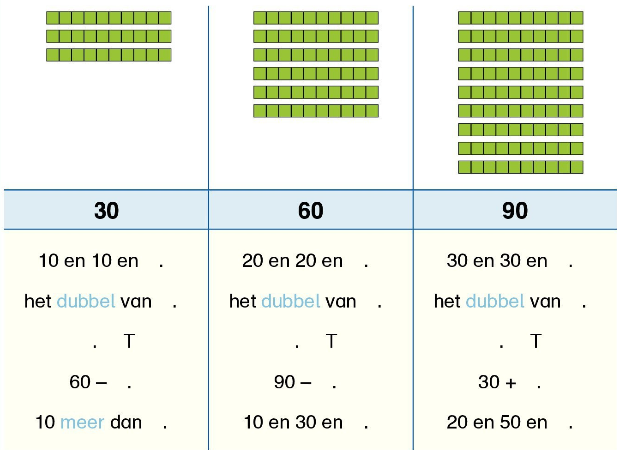 30 60 90
10 en 10 en . 20 en 20 en . 30 en 30 en .
het dubbel van . het dubbel van . het dubbel van .
. T . T . T
60 – . 90 – . 30 + .
10 meer dan . 10 en 30 en . 20 en 50 en .